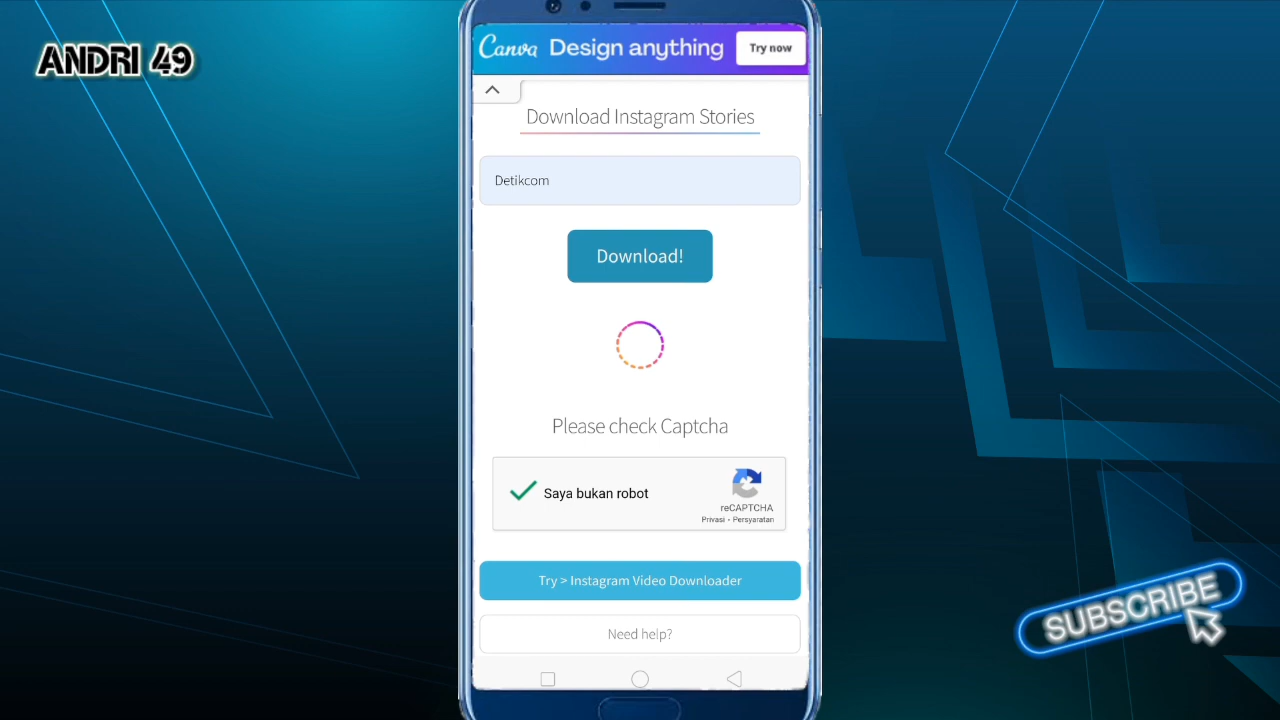 ANDRI 49
Canva Design anything Try now
Download Instagram Stories
Detikcom
Download!
Please check Captcha
Saya bukan robot
reCAPTCHA
Privasi - Persyaratan
Try > Instagram Video Downloader
Need help?
SUBSCRIBE